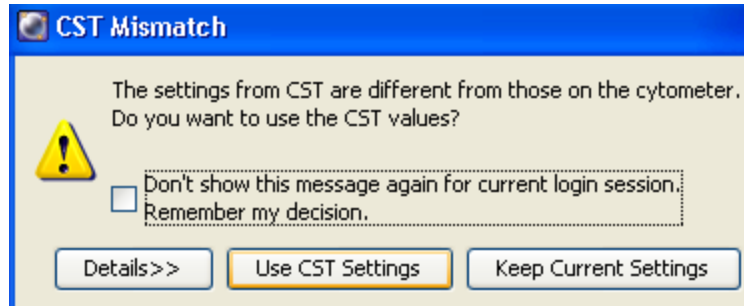 CST Mismatch
The settings from CST are different from those on the cytometer.
Do you want to use the CST values?
Don't show this message again for current login session.
Remember my decision.
Details>> Use CST Settings Keep Current Settings